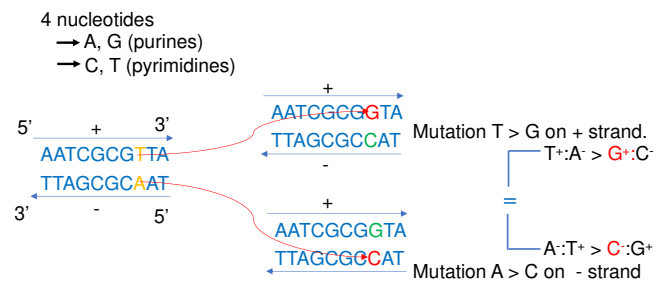 4 nucleotides
→ A, G (purines)
→ C, T (pyrimidines)
5’ + 3’
AATCGCGTTA
TTAGCGCAAT
3’ - 5’
+
AATCGCGGTA
TTAGCGCCAT
-
Mutation T > G on + strand.
T⁺:A⁻ > G⁺:C⁻
=
+
AATCGCGGTA
TTAGCGCCAT
A⁻:T⁺ > C⁻:G⁺
Mutation A > C on - strand